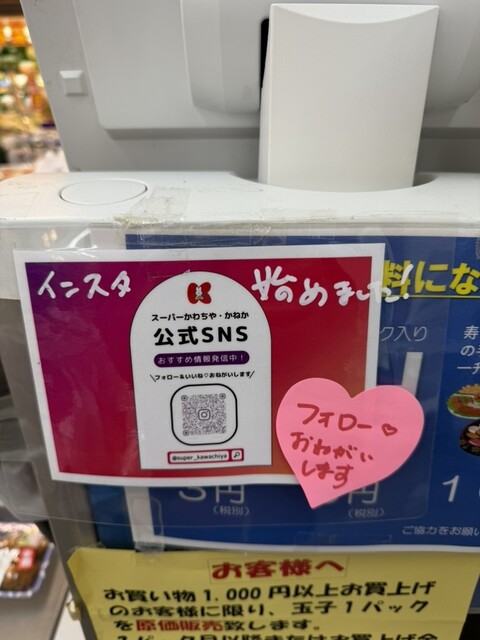 インスタ 始めました!
スーパーかわちや・かねか
公式SNS
おすすめ情報発信中!
\フォロー&いいね♡おねがいします/
@super_kawachiya
フォロー♡
おねがい
します
料にな
ク入り
寿
の
3円
(税別)
円
(税別)
1
ご協力をお願い
お客様へ
お買い物1,000円以上お買上げ
のお客様に限り、玉子1パック
を原価販売致します。